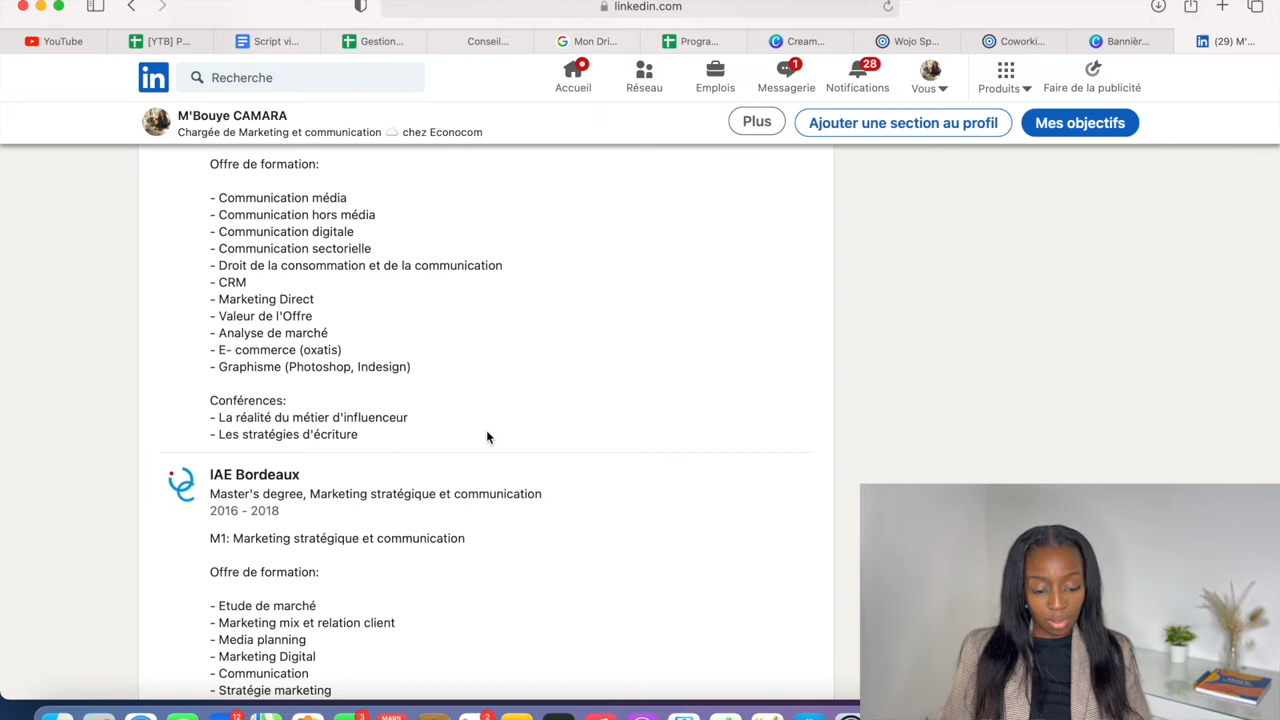 linkedin.com
YouTube
[YTB] P...
Script vi...
Gestion...
Conseil...
Mon Dri...
Progra...
Cream...
Wojo Sp...
Coworki...
Bannièr...
(29) M'...
in
Recherche
Accueil
Réseau
Emplois
1
Messagerie
28
Notifications
Vous
Produits
Faire de la publicité
M'Bouye CAMARA
Chargée de Marketing et communication chez Econocom
Plus
Ajouter une section au profil
Mes objectifs
Offre de formation:
- Communication média
- Communication hors média
- Communication digitale
- Communication sectorielle
- Droit de la consommation et de la communication
- CRM
- Marketing Direct
- Valeur de l'Offre
- Analyse de marché
- E- commerce (oxatis)
- Graphisme (Photoshop, Indesign)
Conférences:
- La réalité du métier d'influenceur
- Les stratégies d'écriture
IAE Bordeaux
Master's degree, Marketing stratégique et communication
2016 - 2018
M1: Marketing stratégique et communication
Offre de formation:
- Etude de marché
- Marketing mix et relation client
- Media planning
- Marketing Digital
- Communication
- Stratégie marketing
12
3
MARS
2